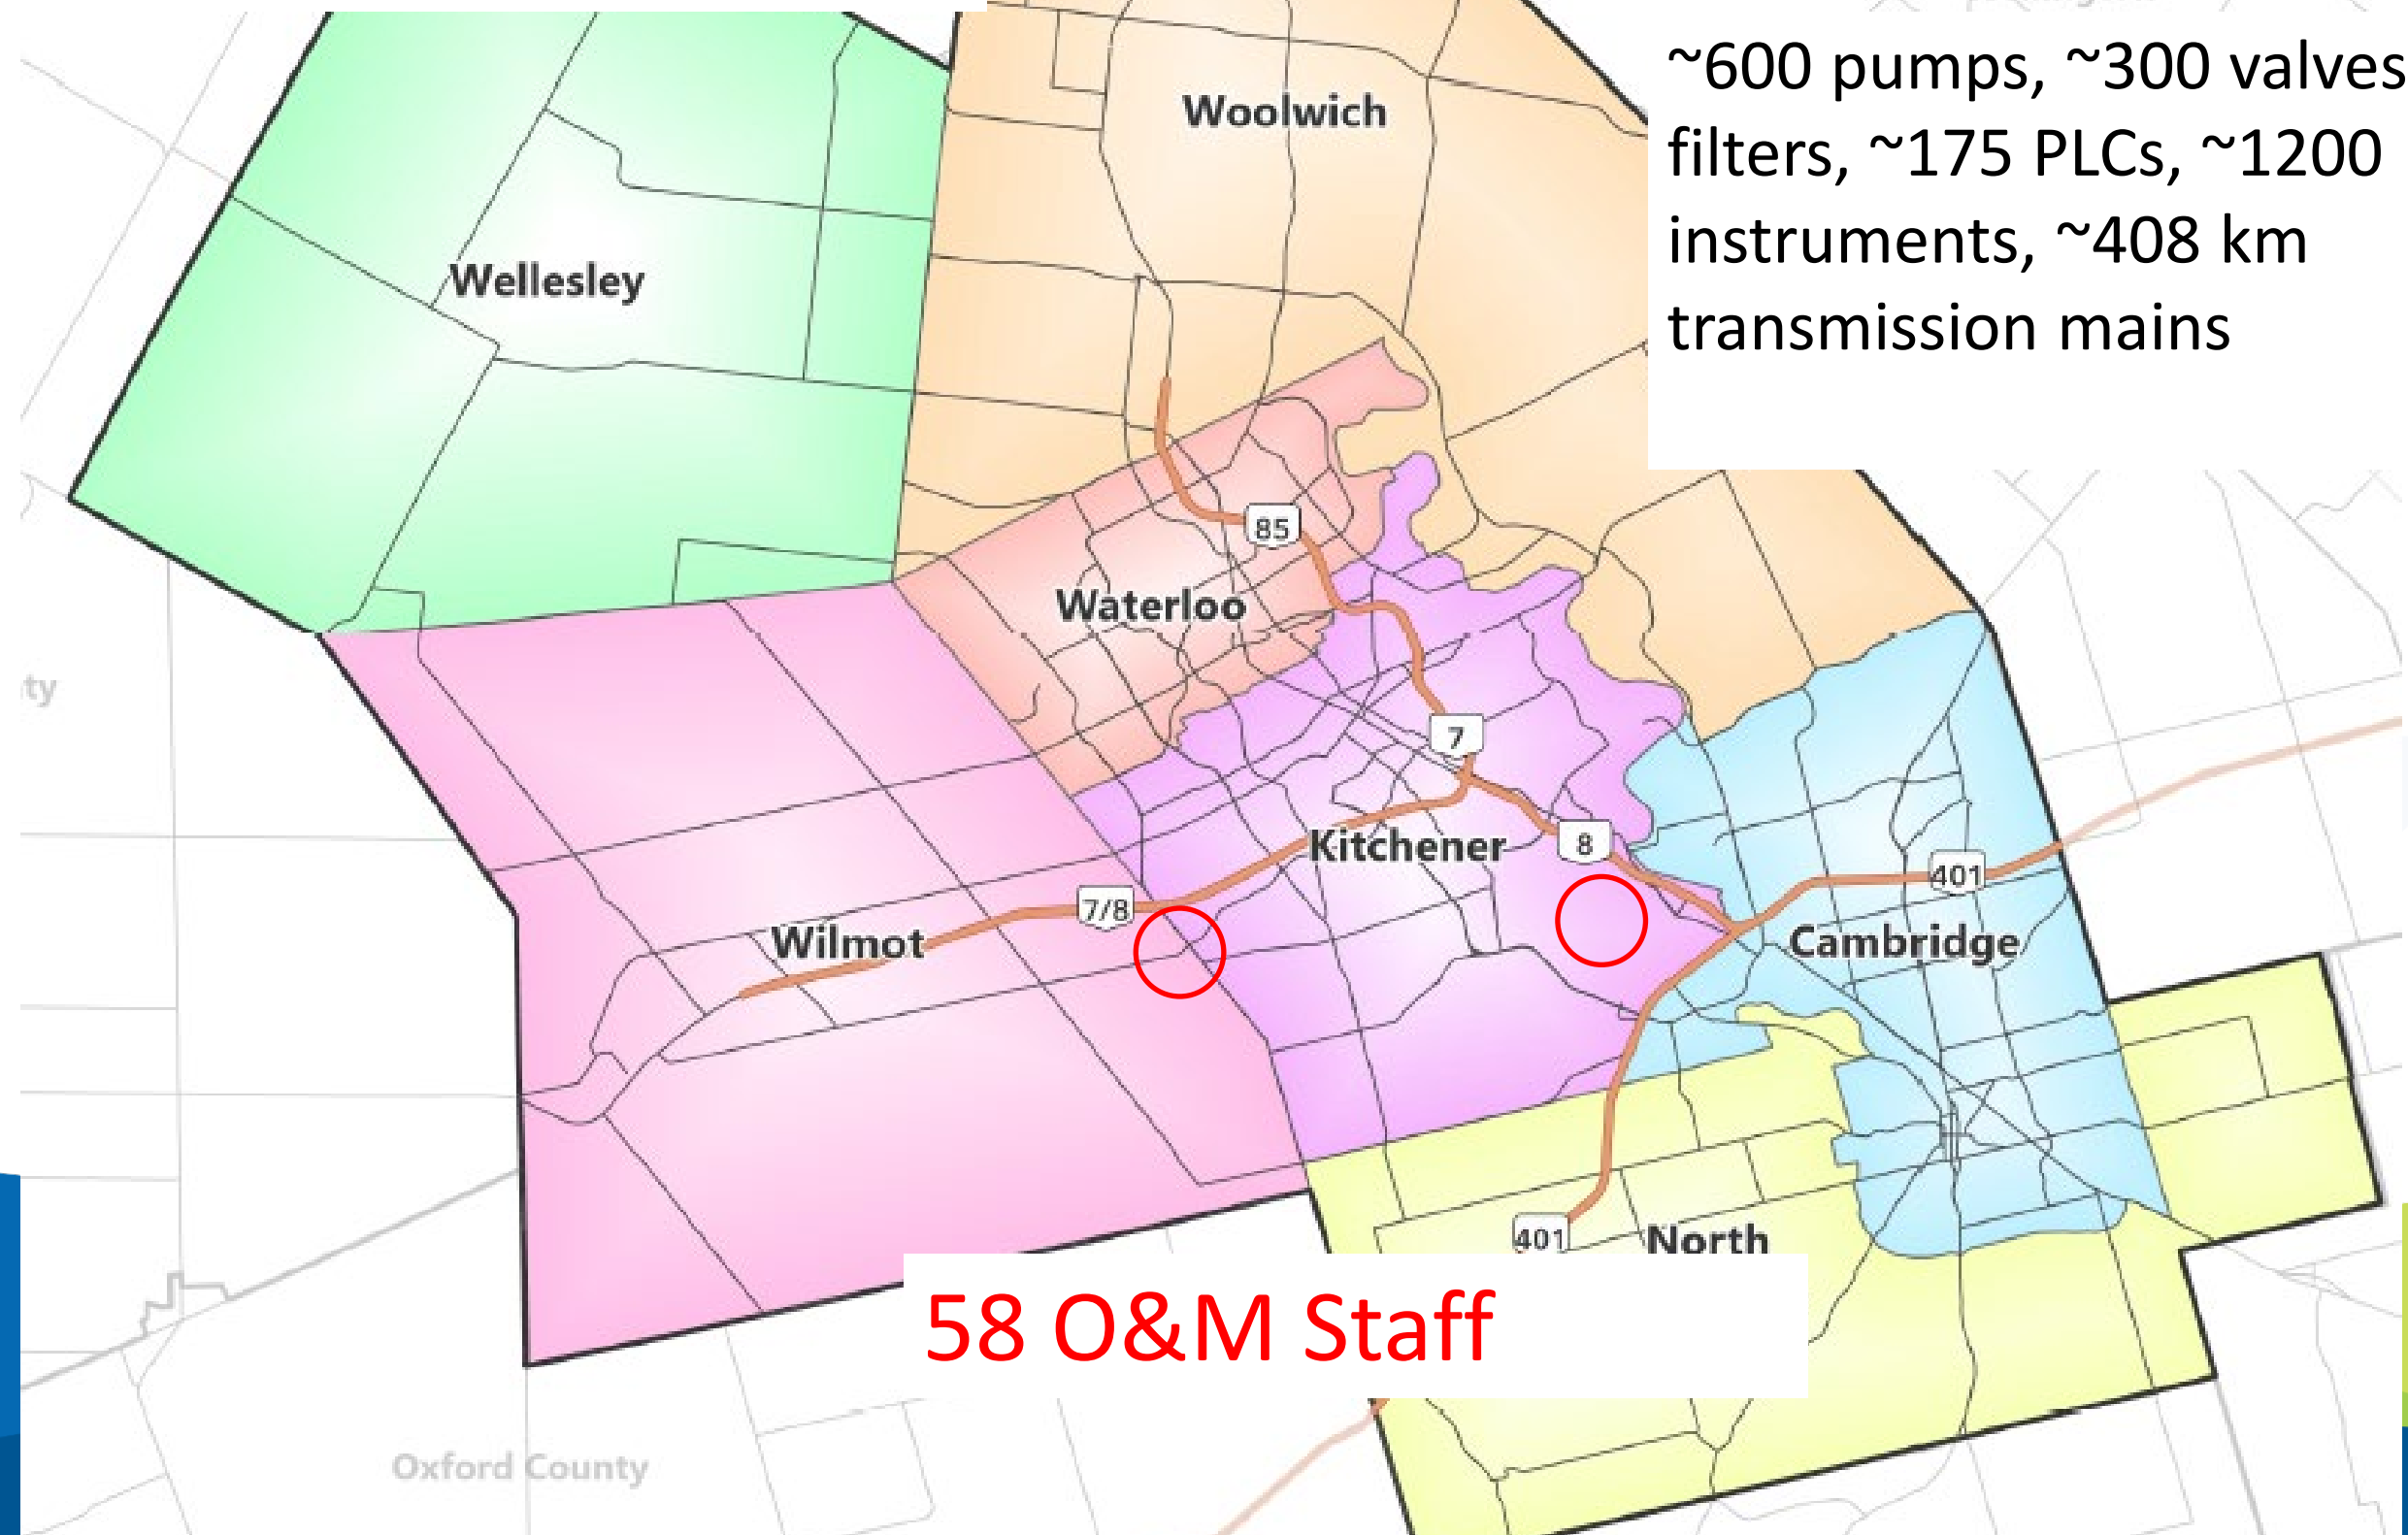 ~600 pumps, ~300 valves
filters, ~175 PLCs, ~1200
instruments, ~408 km
transmission mains
Woolwich
Wellesley
85
Waterloo
ty
7
Kitchener
8
401
7/8
Wilmot
Cambridge
401
North
58 O&M Staff
Oxford County